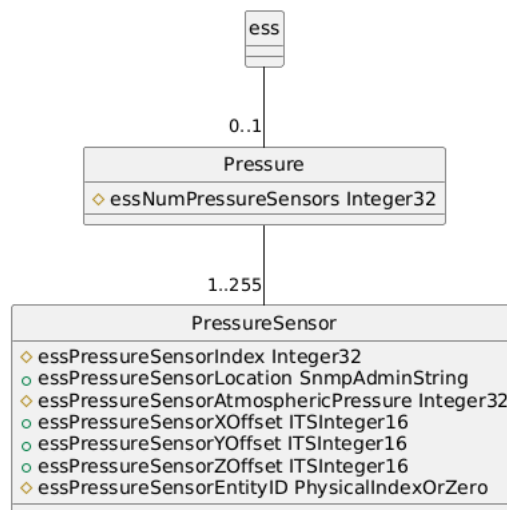 ess
0..1
Pressure
essNumPressureSensors Integer32
1..255
PressureSensor
essPressureSensorIndex Integer32
essPressureSensorLocation SnmpAdminString
essPressureSensorAtmosphericPressure Integer32
essPressureSensorXOffset ITSInteger16
essPressureSensorYOffset ITSInteger16
essPressureSensorZOffset ITSInteger16
essPressureSensorEntityID PhysicalIndexOrZero